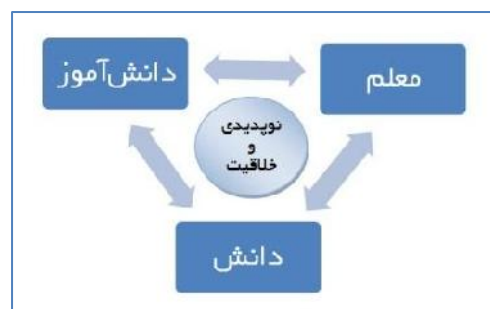 معلم
دانش‌آموز
نوپدیدی
و
خلاقیت
دانش